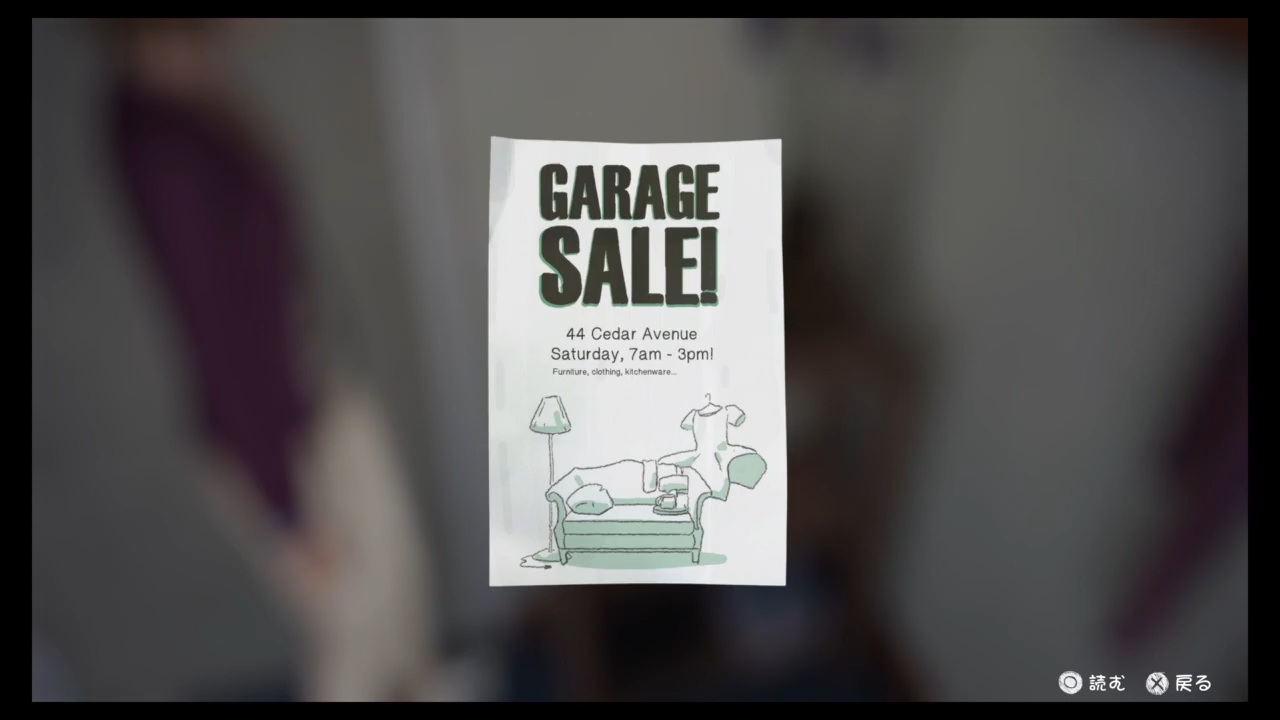 GARAGE
SALE!
44 Cedar Avenue
Saturday, 7am - 3pm!
Furniture, clothing, kitchenware...
読む 戻る